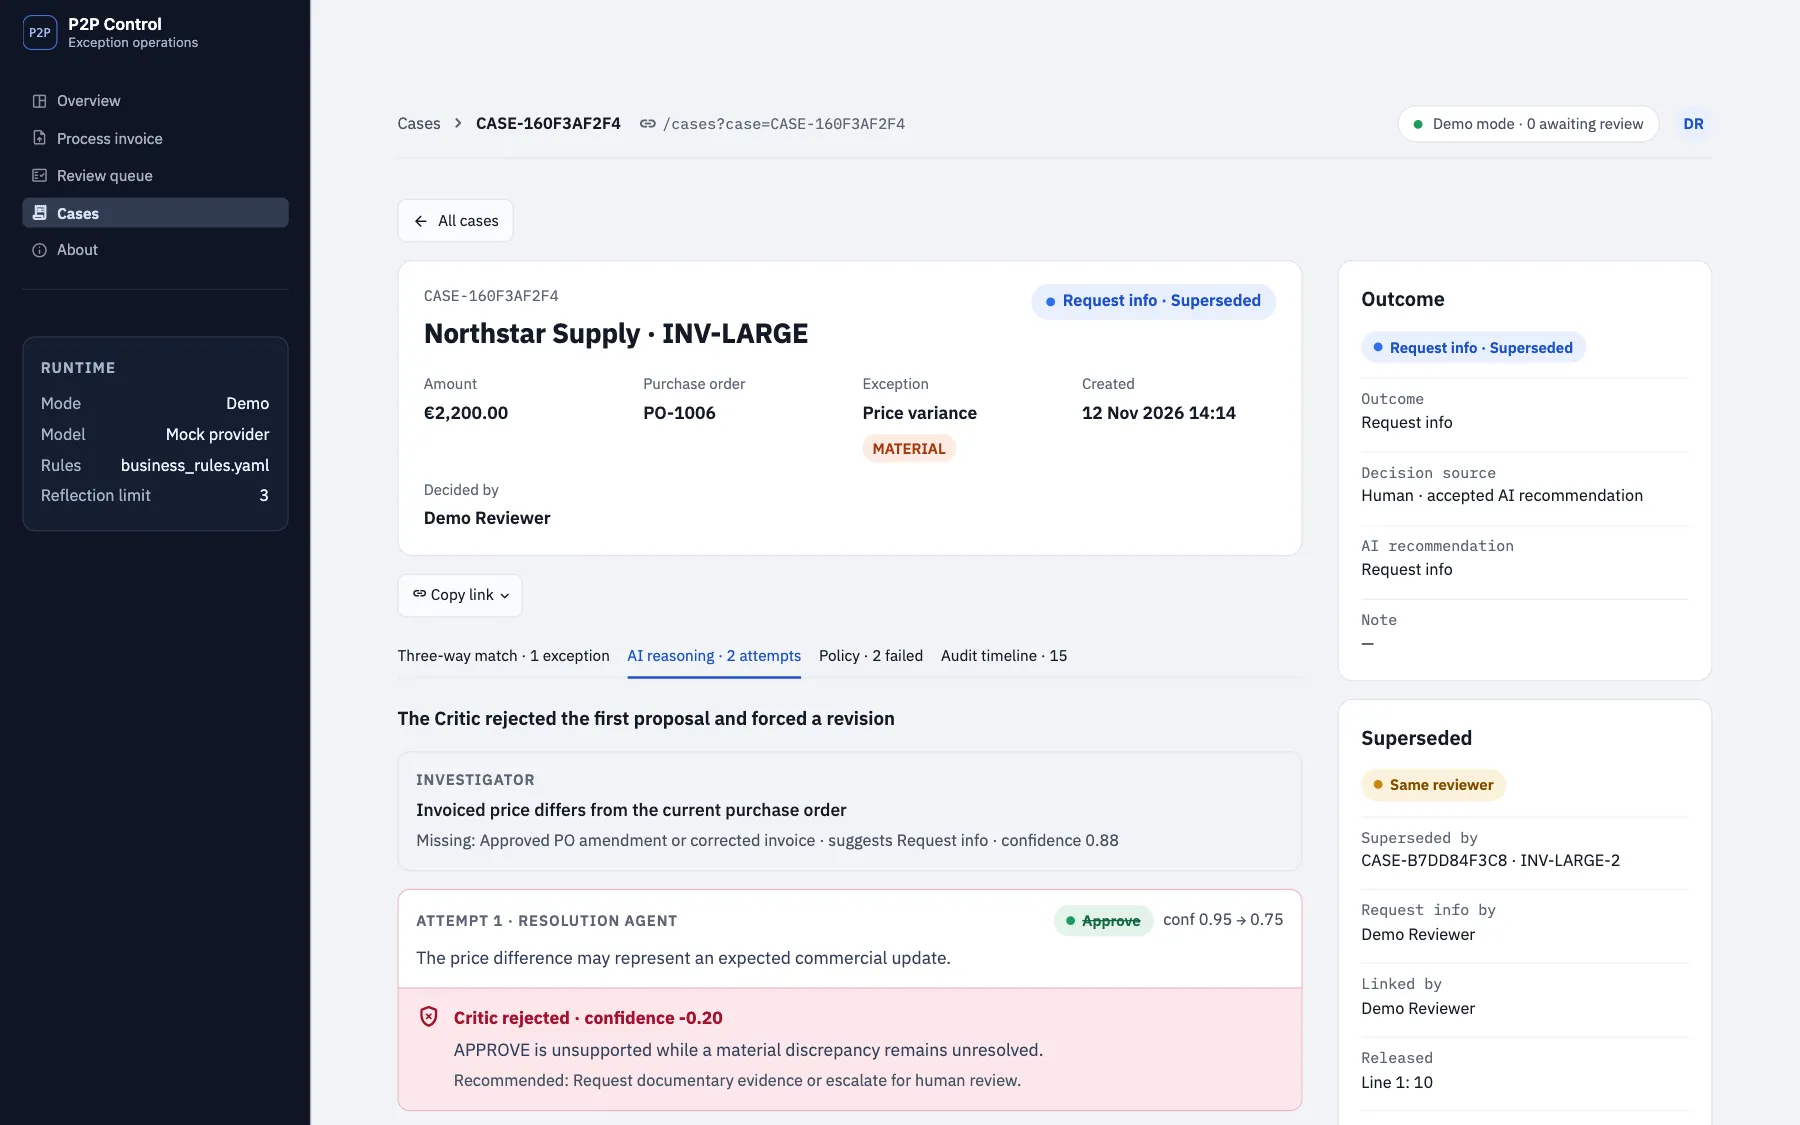 P2P
P2P Control
Exception operations
Overview
Process invoice
Review queue
Cases
About
RUNTIME
Mode Demo
Model Mock provider
Rules business_rules.yaml
Reflection limit 3
Cases > CASE-160F3AF2F4 /cases?case=CASE-160F3AF2F4
Demo mode · 0 awaiting review
DR
← All cases
CASE-160F3AF2F4
Request info · Superseded
Northstar Supply · INV-LARGE
Amount Purchase order Exception Created
€2,200.00 PO-1006 Price variance 12 Nov 2026 14:14
MATERIAL
Decided by
Demo Reviewer
Copy link
Three-way match · 1 exception AI reasoning · 2 attempts Policy · 2 failed Audit timeline · 15
The Critic rejected the first proposal and forced a revision
INVESTIGATOR
Invoiced price differs from the current purchase order
Missing: Approved PO amendment or corrected invoice · suggests Request info · confidence 0.88
ATTEMPT 1 · RESOLUTION AGENT Approve conf 0.95 → 0.75
The price difference may represent an expected commercial update.
Critic rejected · confidence -0.20
APPROVE is unsupported while a material discrepancy remains unresolved.
Recommended: Request documentary evidence or escalate for human review.
Outcome
Request info · Superseded
Outcome
Request info
Decision source
Human · accepted AI recommendation
AI recommendation
Request info
Note
—
Superseded
Same reviewer
Superseded by
CASE-B7DD84F3C8 · INV-LARGE-2
Request info by
Demo Reviewer
Linked by
Demo Reviewer
Released
Line 1: 10